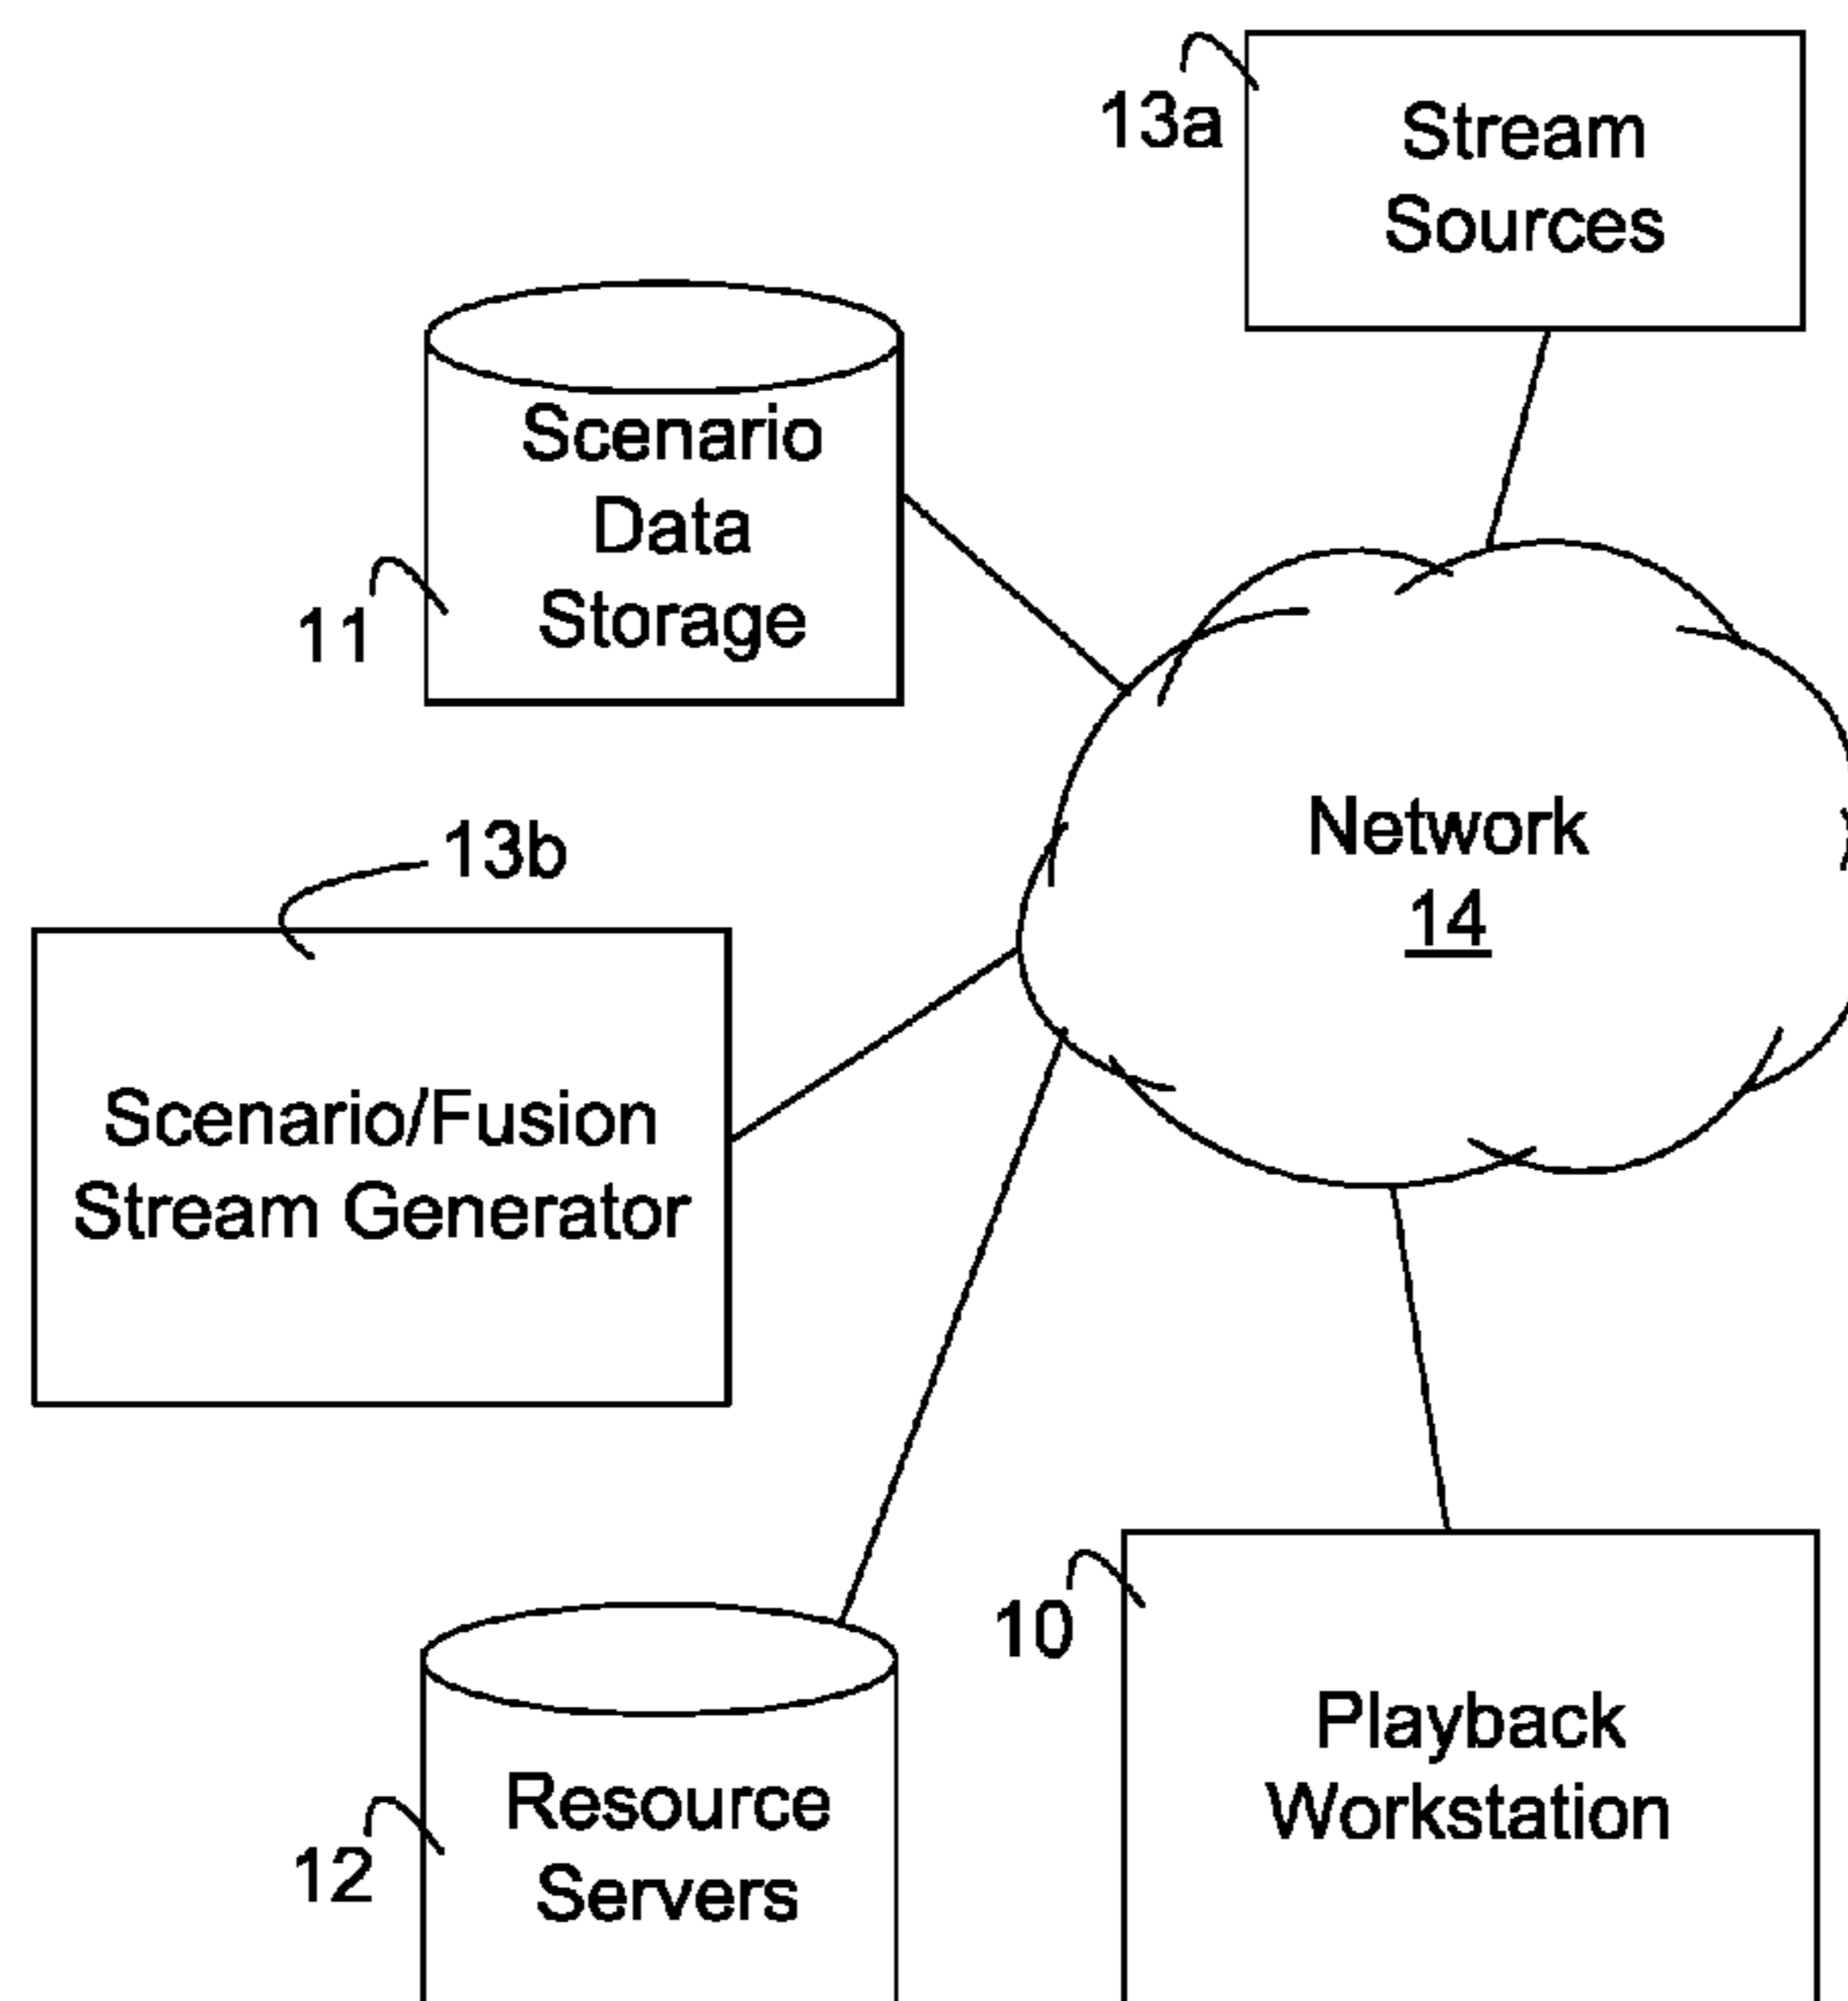 13a
Stream
Sources
Scenario
Data
Storage
11
Network
14
13b
Scenario/Fusion
Stream Generator
10
Playback
Workstation
Resource
Servers
12